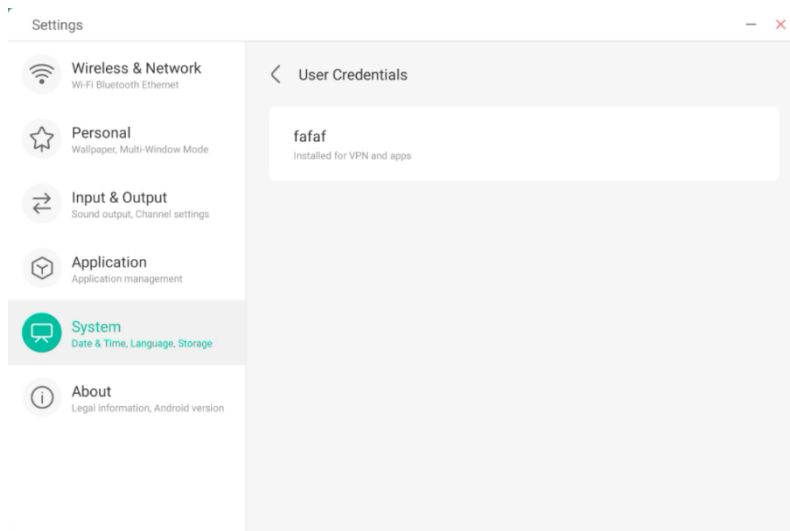 Settings
Wireless & Network
Wi-Fi Bluetooth Ethernet
Personal
Wallpaper, Multi-Window Mode
Input & Output
Sound output, Channel settings
Application
Application management
System
Date & Time, Language, Storage
About
Legal information, Android version
User Credentials
fafaf
Installed for VPN and apps